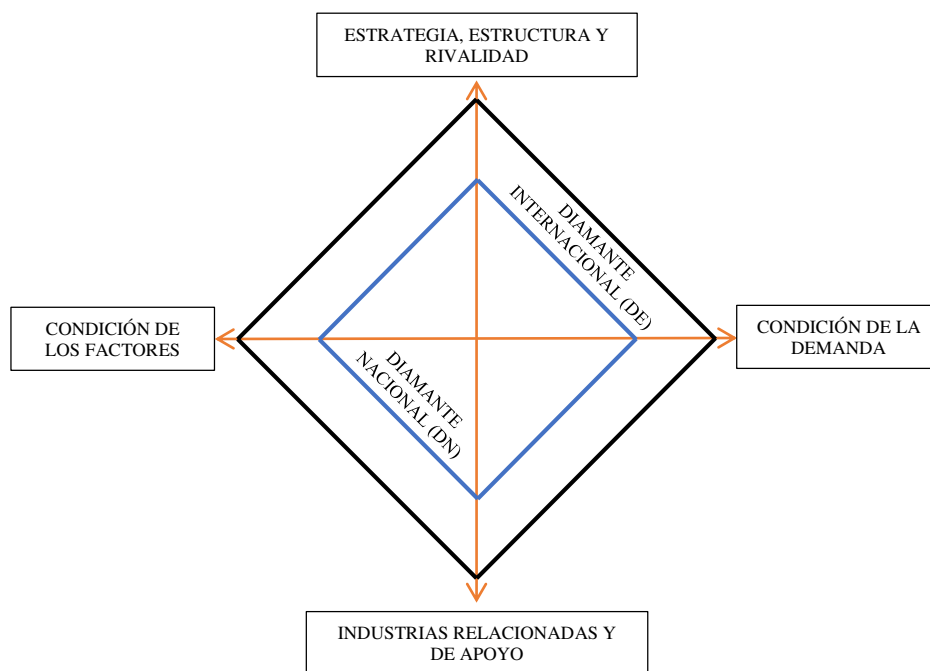 ESTRATEGIA, ESTRUCTURA Y
RIVALIDAD
DIAMANTE
INTERNACIONAL (DE)
CONDICIÓN DE
LOS FACTORES
CONDICIÓN DE LA
DEMANDA
DIAMANTE
NACIONAL (DN)
INDUSTRIAS RELACIONADAS Y
DE APOYO